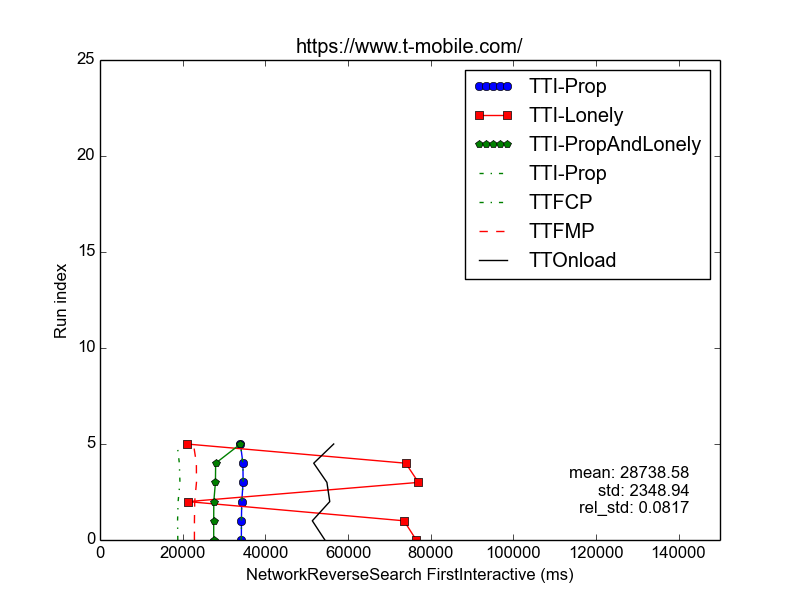 https://www.t-mobile.com/
25
20
15
10
5
0
Run index
TTI-Prop
TTI-Lonely
TTI-PropAndLonely
TTI-Prop
TTFCP
TTFMP
TTOnload
mean: 28738.58
std: 2348.94
rel_std: 0.0817
0 20000 40000 60000 80000 100000 120000 140000
NetworkReverseSearch FirstInteractive (ms)